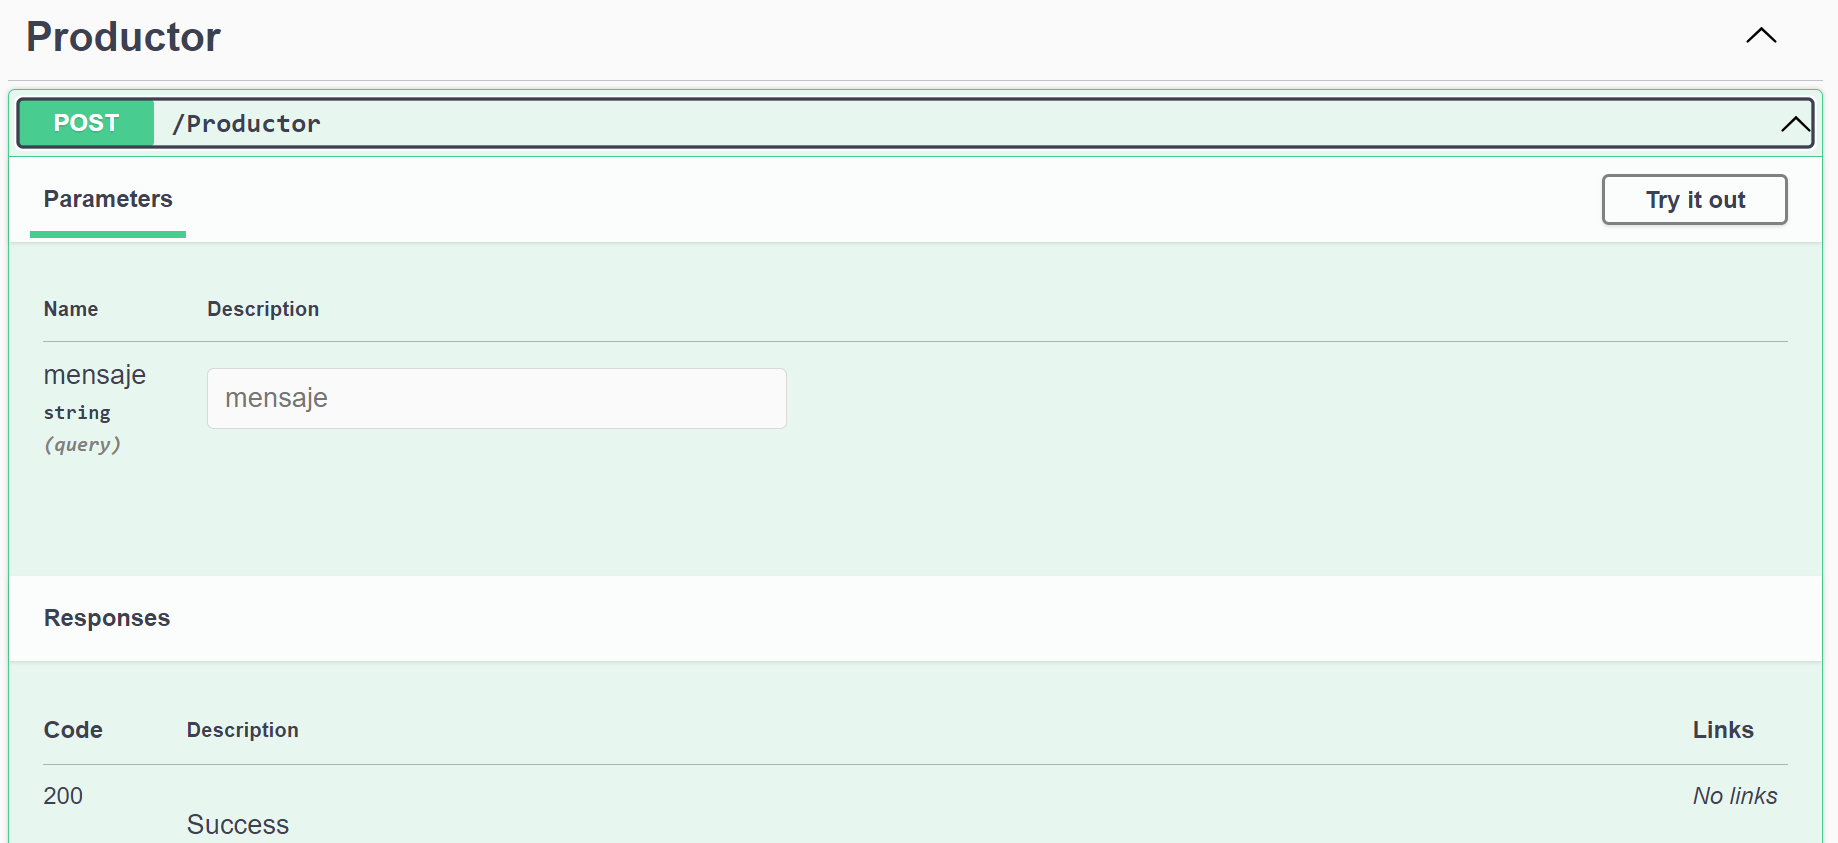 Productor
POST /Productor
Parameters Try it out
Name Description
mensaje mensaje
string
(query)
Responses
Code Description Links
200 No links
Success